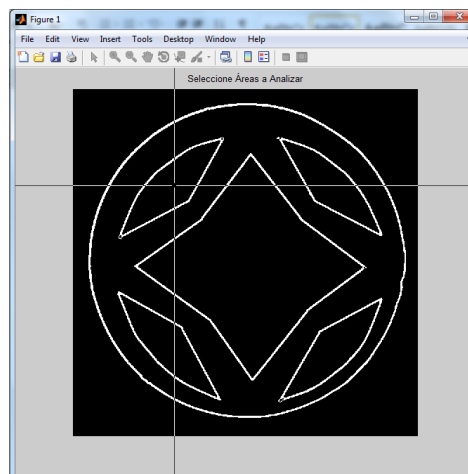 Figure 1
File Edit View Insert Tools Desktop Window Help
Seleccione Áreas a Analizar